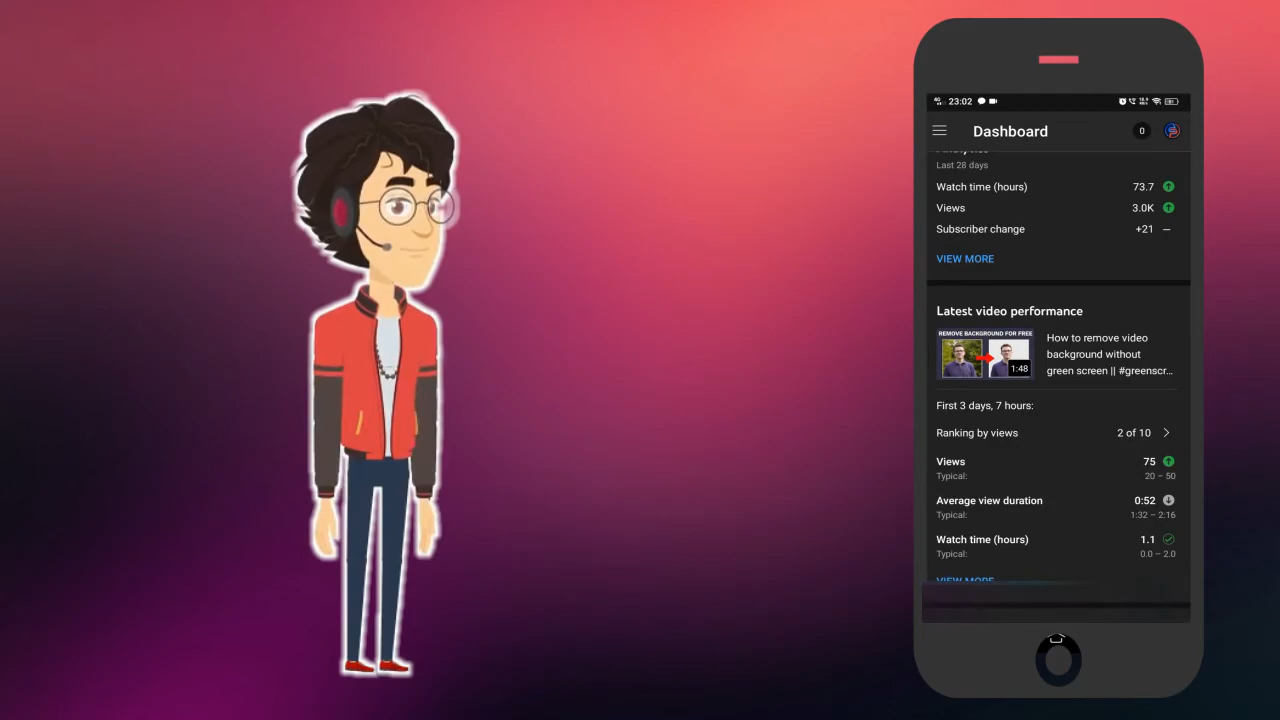 4G 23:02
Dashboard 0
Last 28 days
Watch time (hours) 73.7
Views 3.0K
Subscriber change +21 –
VIEW MORE
Latest video performance
REMOVE BACKGROUND FOR FREE
1:48
How to remove video
background without
green screen || #greenscr...
First 3 days, 7 hours:
Ranking by views 2 of 10
Views 75
Typical: 20 – 50
Average view duration 0:52
Typical: 1:32 – 2:16
Watch time (hours) 1.1
Typical: 0.0 – 2.0
VIEW MORE